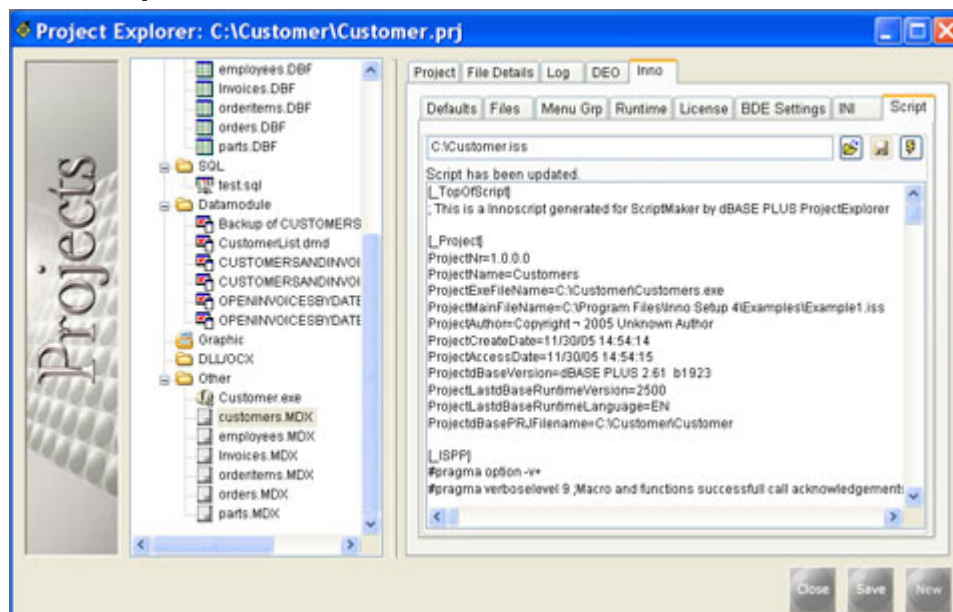 Project Explorer: C:\Customer\Customer.prj
Projects
employees.DBF
Invoices.DBF
orderitems.DBF
orders.DBF
parts.DBF
SQL
test.sql
Datamodule
Backup of CUSTOMERS
CustomerList.dmd
CUSTOMERSANDINVOI
CUSTOMERSANDINVOI
OPENINVOICESBYDATE
OPENINVOICESBYDATE
Graphic
DLL/OCX
Other
Customer.exe
customers.MDX
employees.MDX
Invoices.MDX
orderitems.MDX
orders.MDX
parts.MDX
Project File Details Log DEO Inno
Defaults Files Menu Grp Runtime License BDE Settings INI Script
C:\Customer.iss
Script has been updated.
[_TopOfScript]
; This is a Innoscript generated for ScriptMaker by dBASE PLUS ProjectExplorer
[_Project]
ProjectNr=1.0.0.0
ProjectName=Customers
ProjectExeFileName=C:\Customer\Customers.exe
ProjectMainFileName=C:\Program Files\Inno Setup 4\Examples\Example1.iss
ProjectAuthor=Copyright ¬ 2005 Unknown Author
ProjectCreateDate=11/30/05 14:54:14
ProjectAccessDate=11/30/05 14:54:15
ProjectdBaseVersion=dBASE PLUS 2.61 b1923
ProjectLastdBaseRuntimeVersion=2500
ProjectLastdBaseRuntimeLanguage=EN
ProjectdBasePRJFilename=C:\Customer\Customer
[_ISPP]
#pragma option -v+
#pragma verboselevel 9 ;Macro and functions successfull call acknowledgements
Close Save New